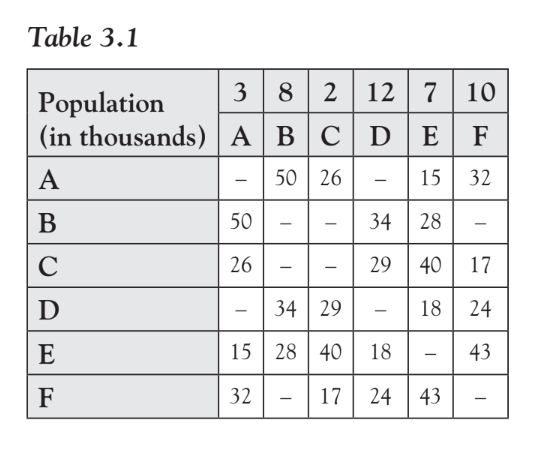 Table 3.1
Population (in thousands) 3 8 2 12 7 10
A B C D E F
A – 50 26 – 15 32
B 50 – – 34 28 –
C 26 – – 29 40 17
D – 34 29 – 18 24
E 15 28 40 18 – 43
F 32 – 17 24 43 –